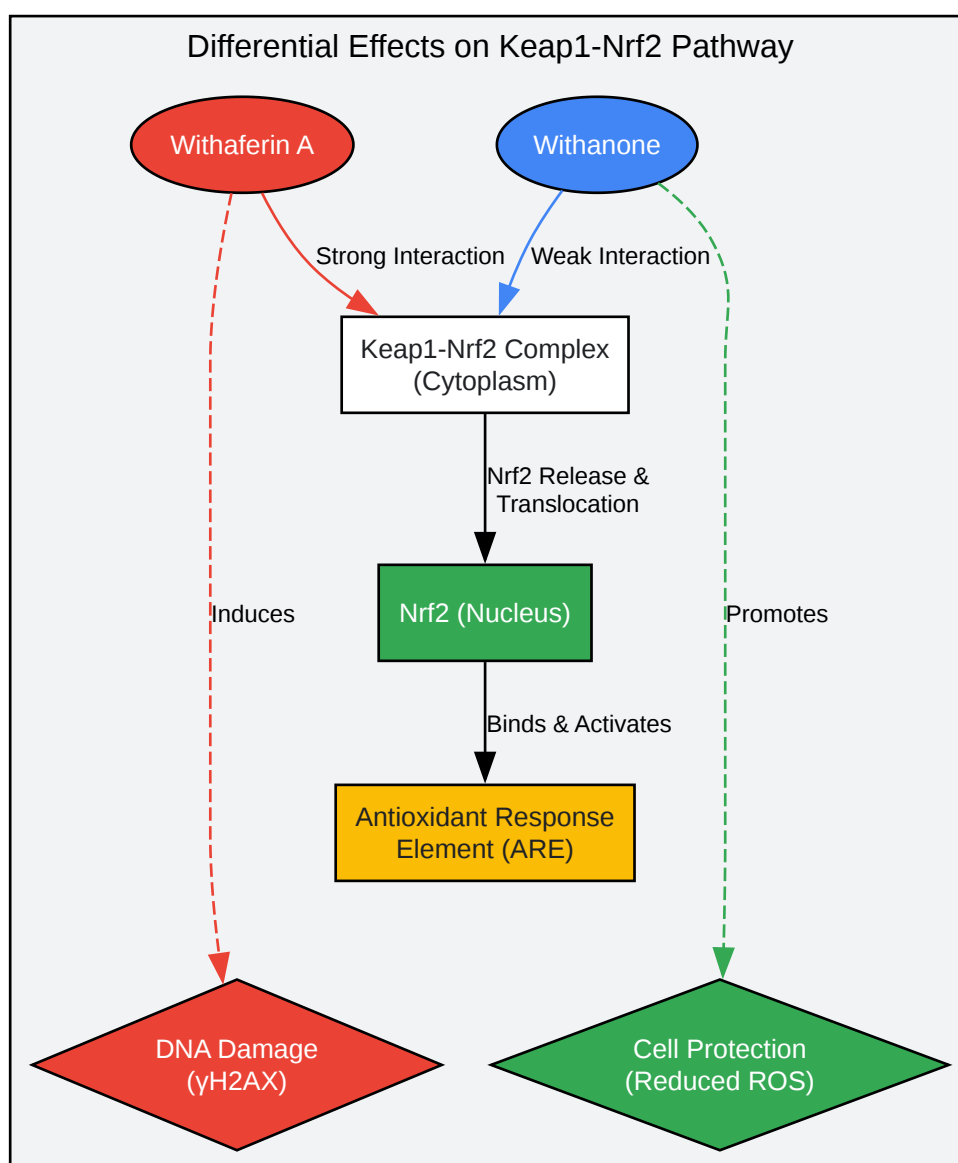 Differential Effects on Keap1-Nrf2 Pathway
Withaferin A
Withanone
Strong Interaction
Weak Interaction
Keap1-Nrf2 Complex
(Cytoplasm)
Nrf2 Release &
Translocation
Nrf2 (Nucleus)
Induces
Promotes
Binds & Activates
Antioxidant Response
Element (ARE)
DNA Damage
(γH2AX)
Cell Protection
(Reduced ROS)